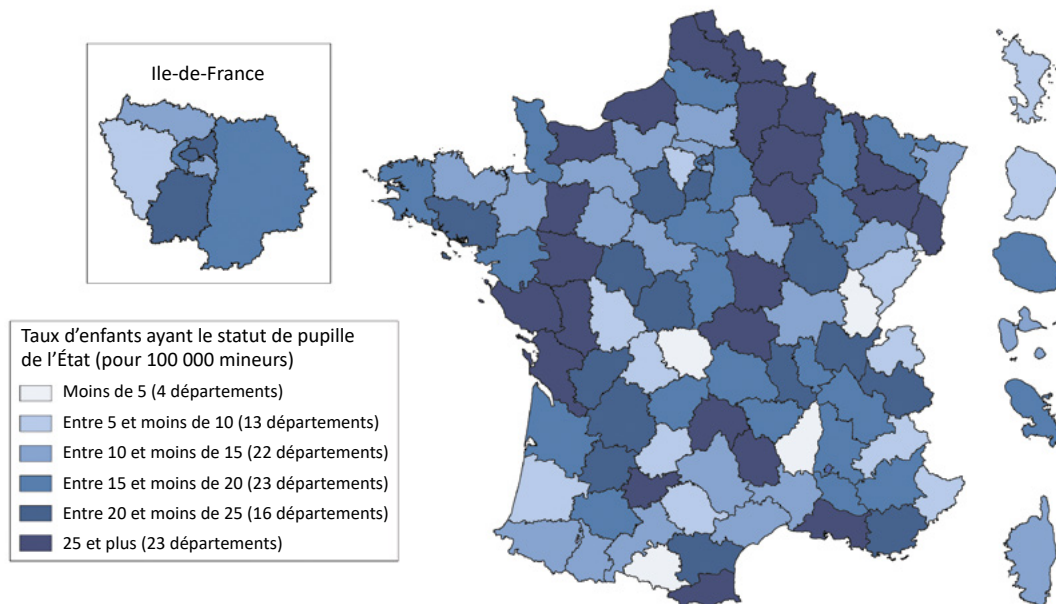 Ile-de-France
Taux d’enfants ayant le statut de pupille
de l’État (pour 100 000 mineurs)
Moins de 5 (4 départements)
Entre 5 et moins de 10 (13 départements)
Entre 10 et moins de 15 (22 départements)
Entre 15 et moins de 20 (23 départements)
Entre 20 et moins de 25 (16 départements)
25 et plus (23 départements)